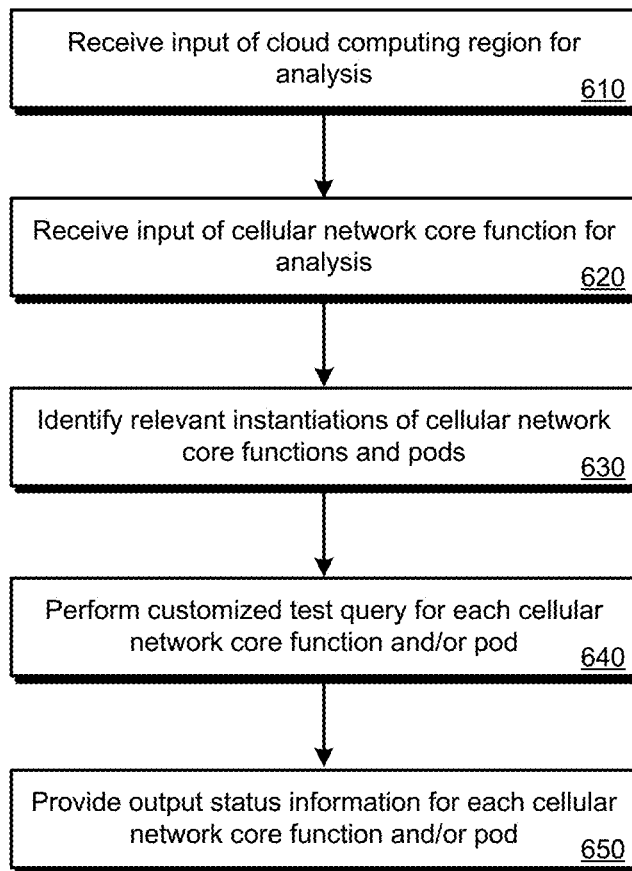 Receive input of cloud computing region for
analysis
610
Receive input of cellular network core function for
analysis
620
Identify relevant instantiations of cellular network
core functions and pods
630
Perform customized test query for each cellular
network core function and/or pod
640
Provide output status information for each cellular
network core function and/or pod
650